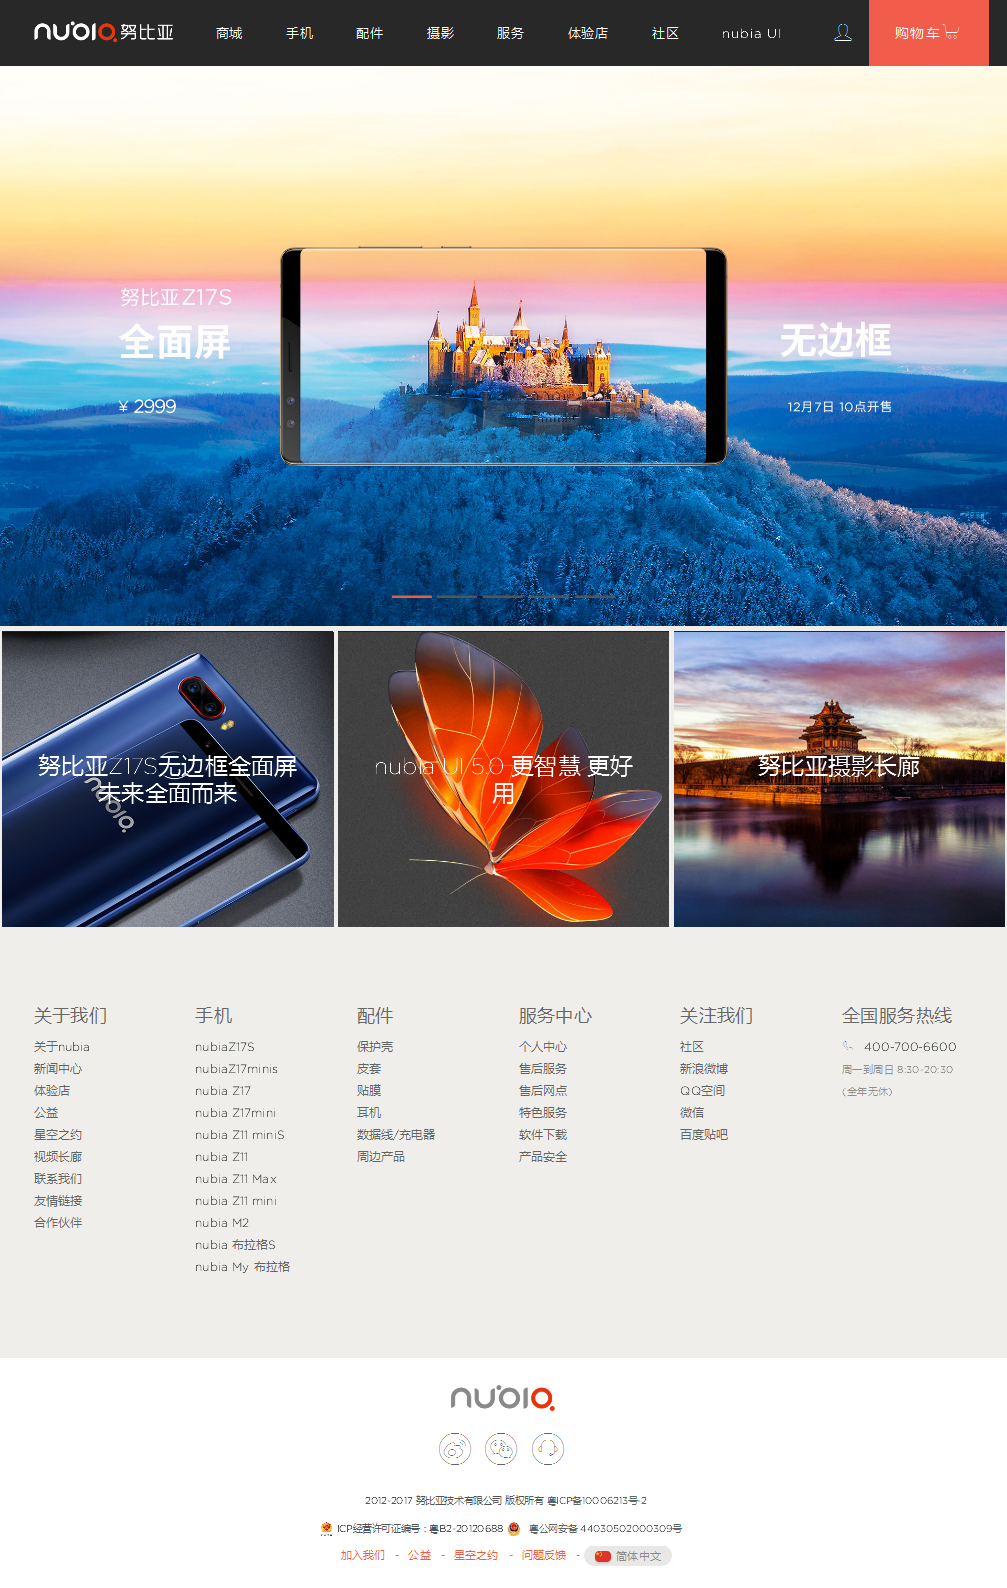 nubia 努比亚 商城 手机 配件 摄影 服务 体验店 社区 nubia UI 购物车
努比亚Z17S
全面屏
¥ 2999
无边框
12月7日 10点开售
努比亚Z17S无边框全面屏
未来全面而来
nubia
nubia UI 5.0 更智慧 更好
用
努比亚摄影长廊
关于我们
关于nubia
新闻中心
体验店
公益
星空之约
视频长廊
联系我们
友情链接
合作伙伴
手机
nubiaZ17S
nubiaZ17minis
nubia Z17
nubia Z17mini
nubia Z11 miniS
nubia Z11
nubia Z11 Max
nubia Z11 mini
nubia M2
nubia 布拉格S
nubia My 布拉格
配件
保护壳
皮套
贴膜
耳机
数据线/充电器
周边产品
服务中心
个人中心
售后服务
售后网点
特色服务
软件下载
产品安全
关注我们
社区
新浪微博
QQ空间
微信
百度贴吧
全国服务热线
400-700-6600
周一到周日 8:30-20:30
(全年无休)
nubia
2012-2017 努比亚技术有限公司 版权所有 粤ICP备10006213号-2
ICP经营许可证编号：粤B2-20120688 粤公网安备 44030502000309号
加入我们 - 公益 - 星空之约 - 问题反馈 - 简体中文